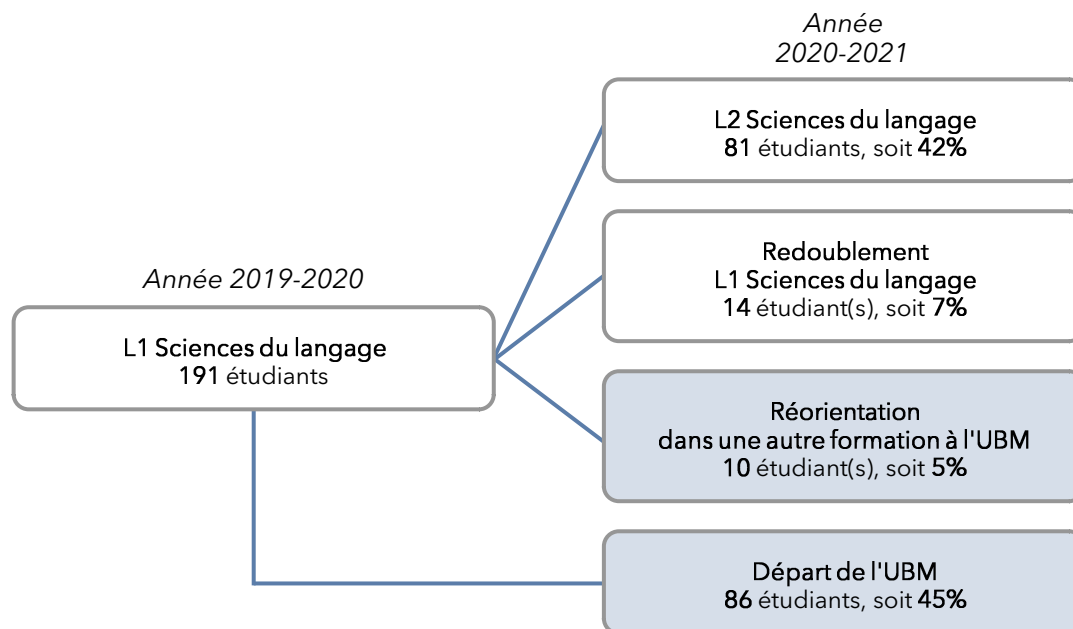 Année
2020-2021
L2 Sciences du langage
81 étudiants, soit 42%
Redoublement
L1 Sciences du langage
14 étudiant(s), soit 7%
Année 2019-2020
L1 Sciences du langage
191 étudiants
Réorientation
dans une autre formation à l'UBM
10 étudiant(s), soit 5%
Départ de l'UBM
86 étudiants, soit 45%